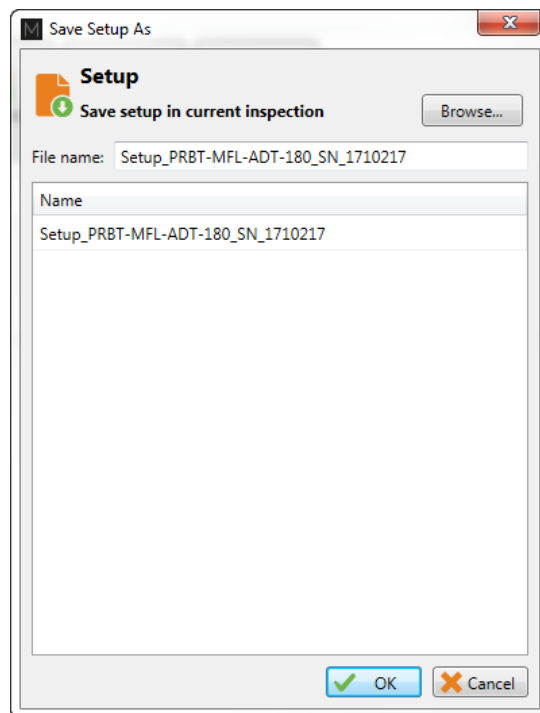 M Save Setup As
Setup
Save setup in current inspection
Browse...
File name: Setup_PRBT-MFL-ADT-180_SN_1710217
Name
Setup_PRBT-MFL-ADT-180_SN_1710217
OK Cancel